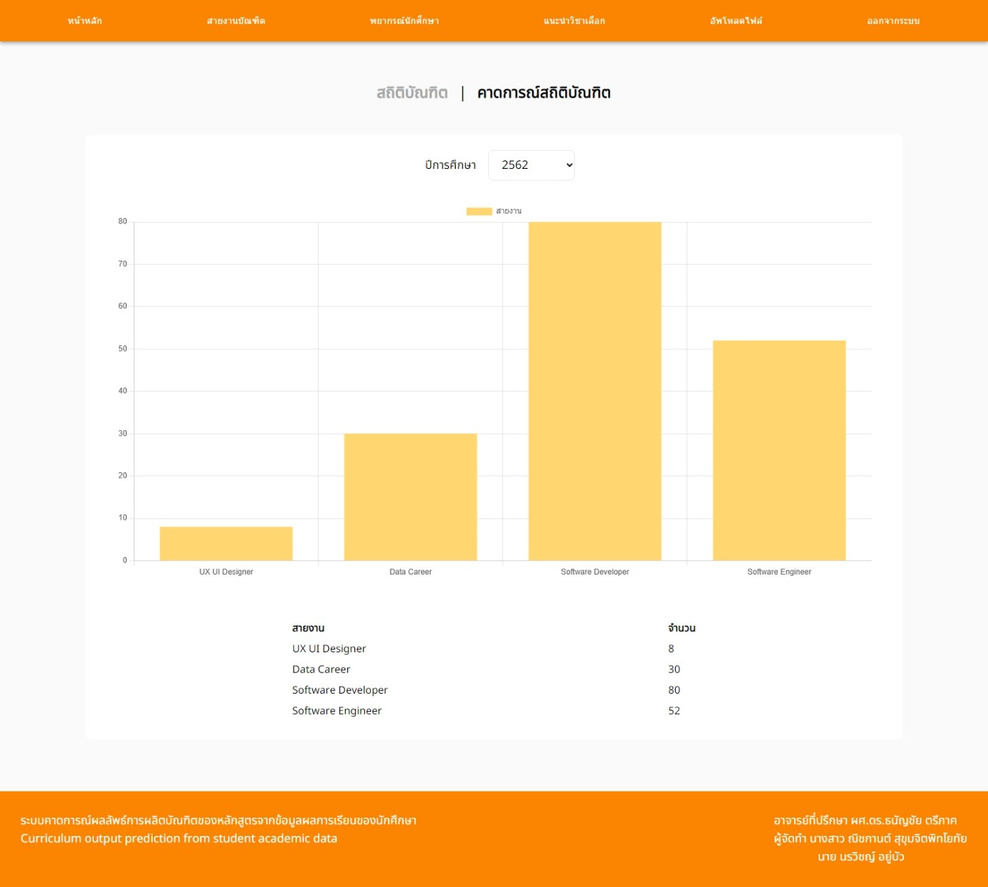 หน้าหลัก สายงานบัณฑิต พยากรณ์นักศึกษา แนะนำวิชาเลือก อัพโหลดไฟล์ ออกจากระบบ
สถิติบัณฑิต | คาดการณ์สถิติบัณฑิต
ปีการศึกษา 2562
สายงาน
80
70
60
50
40
30
20
10
0
UX UI Designer Data Career Software Developer Software Engineer
สายงาน จำนวน
UX UI Designer 8
Data Career 30
Software Developer 80
Software Engineer 52
ระบบคาดการณ์ผลลัพธ์การผลิตบัณฑิตของหลักสูตรจากข้อมูลผลการเรียนของนักศึกษา
Curriculum output prediction from student academic data
อาจารย์ที่ปรึกษา ผศ.ดร.ธนัญชัย ตรีภาค
ผู้จัดทำ นางสาว ณิชกานต์ สุขุมจิตพิทโยทัย
นาย นรวิชญ์ อยู่บัว